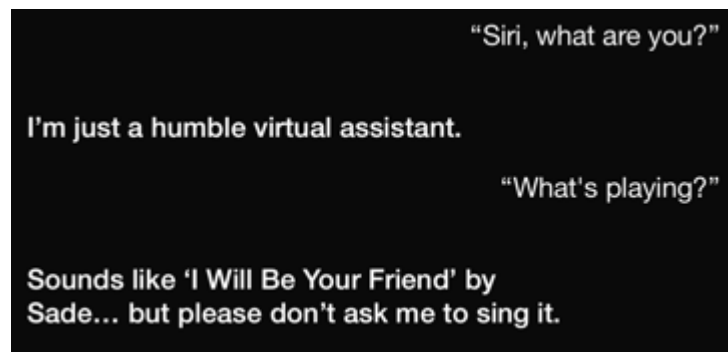 “Siri, what are you?”
I’m just a humble virtual assistant.
“What's playing?”
Sounds like ‘I Will Be Your Friend’ by
Sade… but please don’t ask me to sing it.